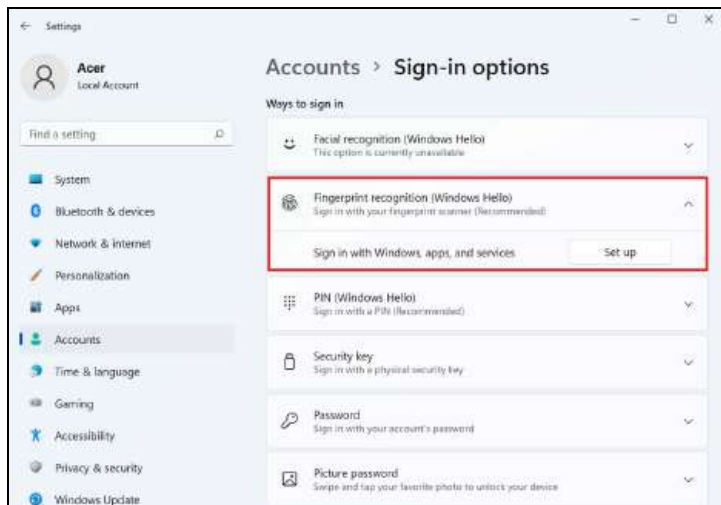 Settings
Acer
Local Account
Find a setting
System
Bluetooth & devices
Network & internet
Personalization
Apps
Accounts
Time & language
Gaming
Accessibility
Privacy & security
Windows Update
Accounts > Sign-in options
Ways to sign in
Facial recognition (Windows Hello)
This option is currently unavailable
Fingerprint recognition (Windows Hello)
Sign in with your fingerprint scanner (Recommended)
Sign in with Windows, apps, and services
Set up
PIN (Windows Hello)
Sign in with a PIN (Recommended)
Security key
Sign in with a physical security key
Password
Sign in with your account's password
Picture password
Swipe and tap your favorite photo to unlock your device